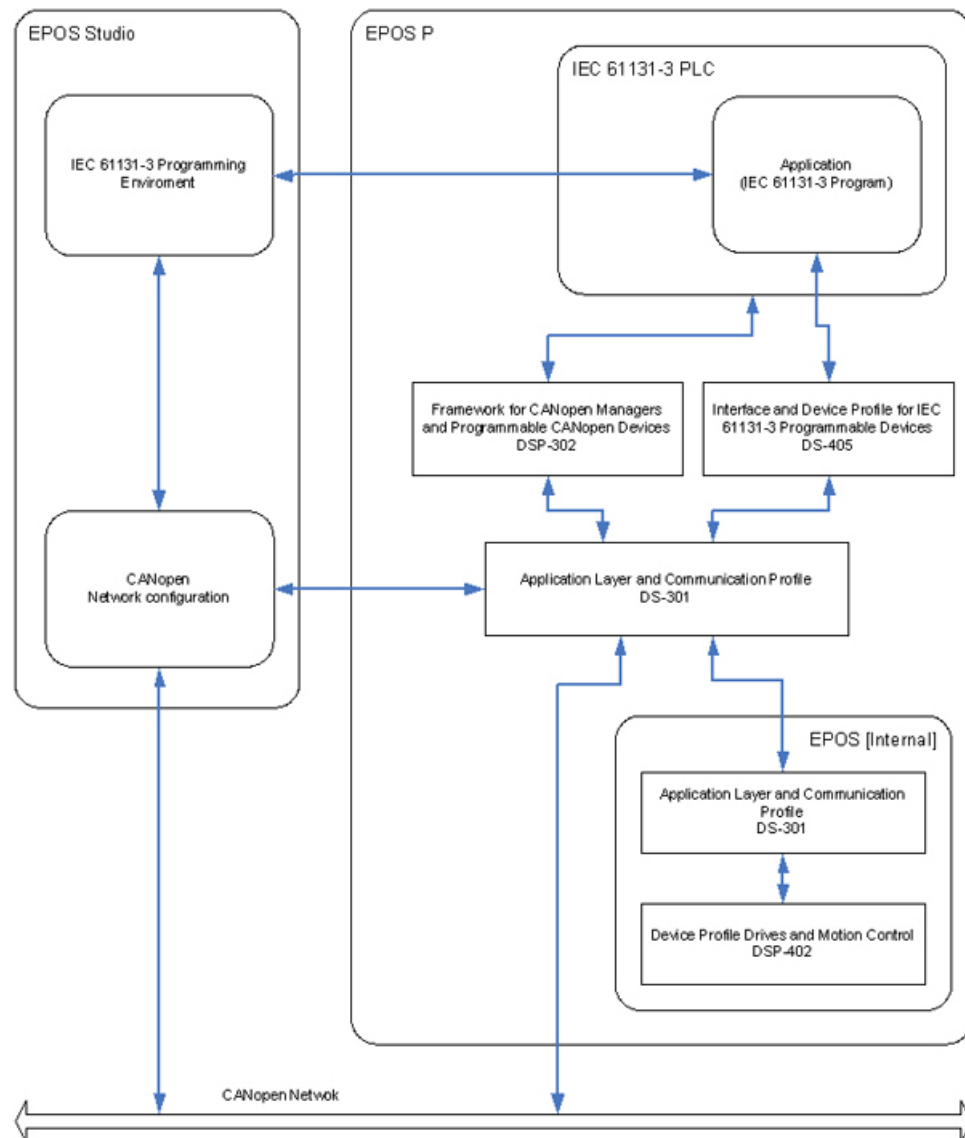 EPOS Studio
IEC 61131-3 Programming
Enviroment
CANopen
Network configuration
EPOS P
IEC 61131-3 PLC
Application
(IEC 61131-3 Program)
Framework for CANopen Managers
and Programmable CANopen Devices
DSP-302
Interface and Device Profile for IEC
61131-3 Programmable Devices
DS-405
Application Layer and Communication Profile
DS-301
EPOS [Internal]
Application Layer and Communication
Profile
DS-301
Device Profile Drives and Motion Control
DSP-402
CANopen Netwok